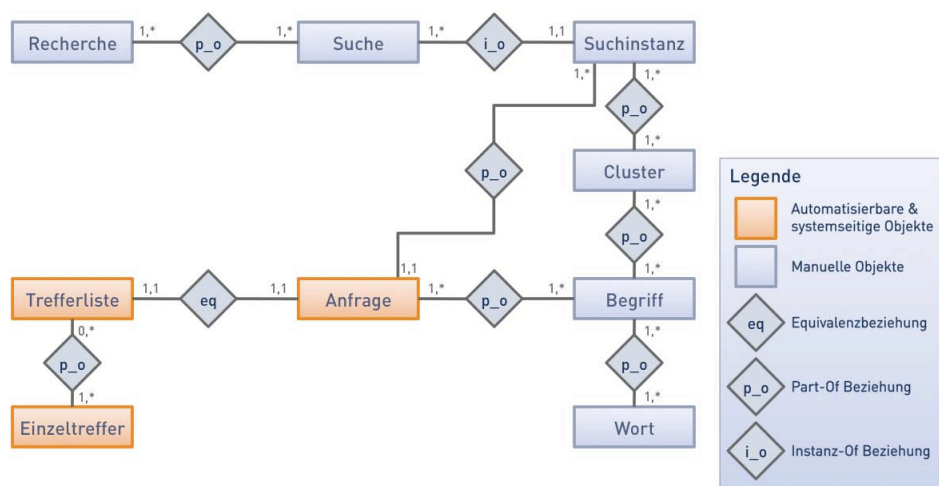 Recherche
1,*
p_o
1,*
Suche
1,*
i_o
1,1
Suchinstanz
1,*
1,*
p_o
1,*
p_o
Cluster
1,*
p_o
1,*
1,1
Trefferliste
1,1
eq
1,1
Anfrage
1,*
p_o
1,*
Begriff
0,*
p_o
1,*
Einzeltreffer
1,*
p_o
1,*
Wort
Legende
Automatisierbare &
systemseitige Objekte
Manuelle Objekte
eq
Equivalenzbeziehung
p_o
Part-Of Beziehung
i_o
Instanz-Of Beziehung